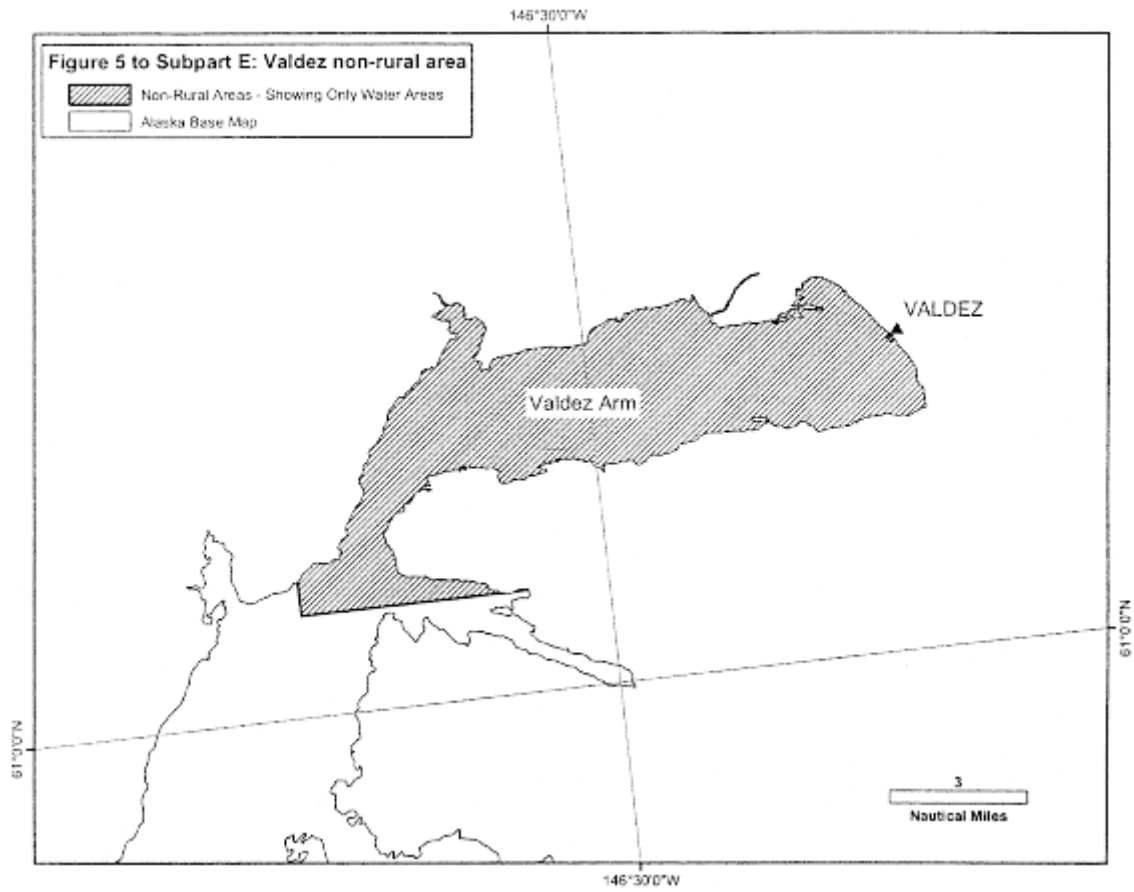 146°30'0"W
Figure 5 to Subpart E: Valdez non-rural area
Non-Rural Areas - Showing Only Water Areas
Alaska Base Map
VALDEZ
Valdez Arm
61°0'0"N
61°0'0"N
3
Nautical Miles
146°30'0"W